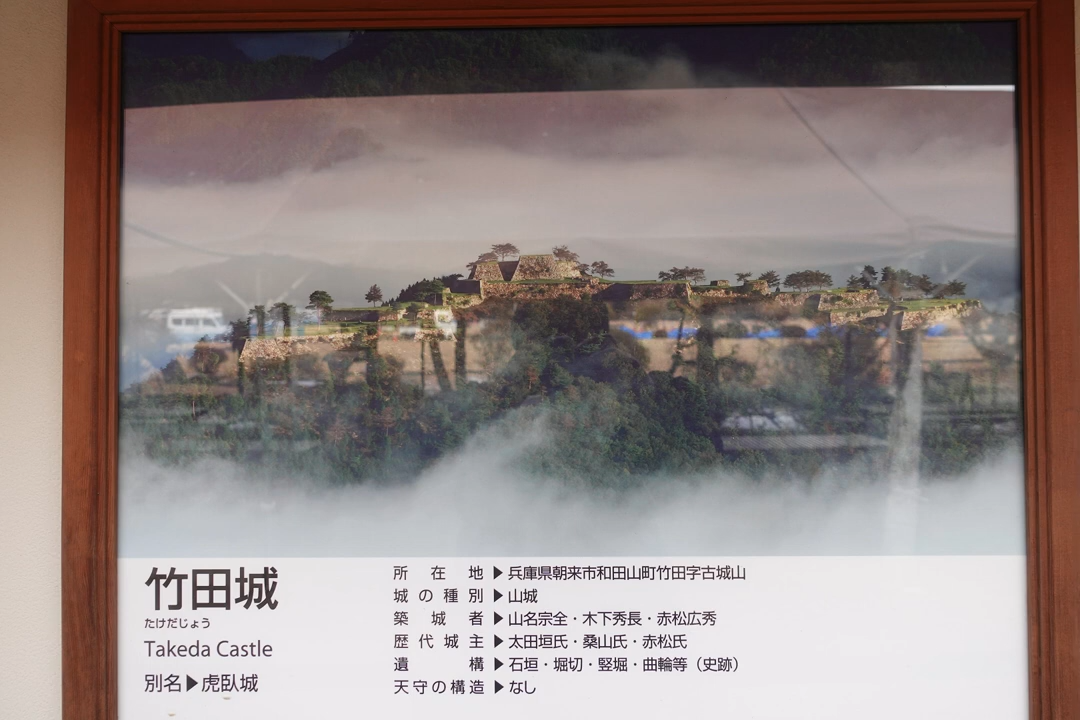 竹田城
たけだじょう
Takeda Castle
別名▶虎臥城
所在地▶兵庫県朝来市和田山町竹田字古城山
城の種別▶山城
築城者▶山名宗全・木下秀長・赤松広秀
歴代城主▶太田垣氏・桑山氏・赤松氏
遺構▶石垣・堀切・竪堀・曲輪等（史跡）
天守の構造▶なし